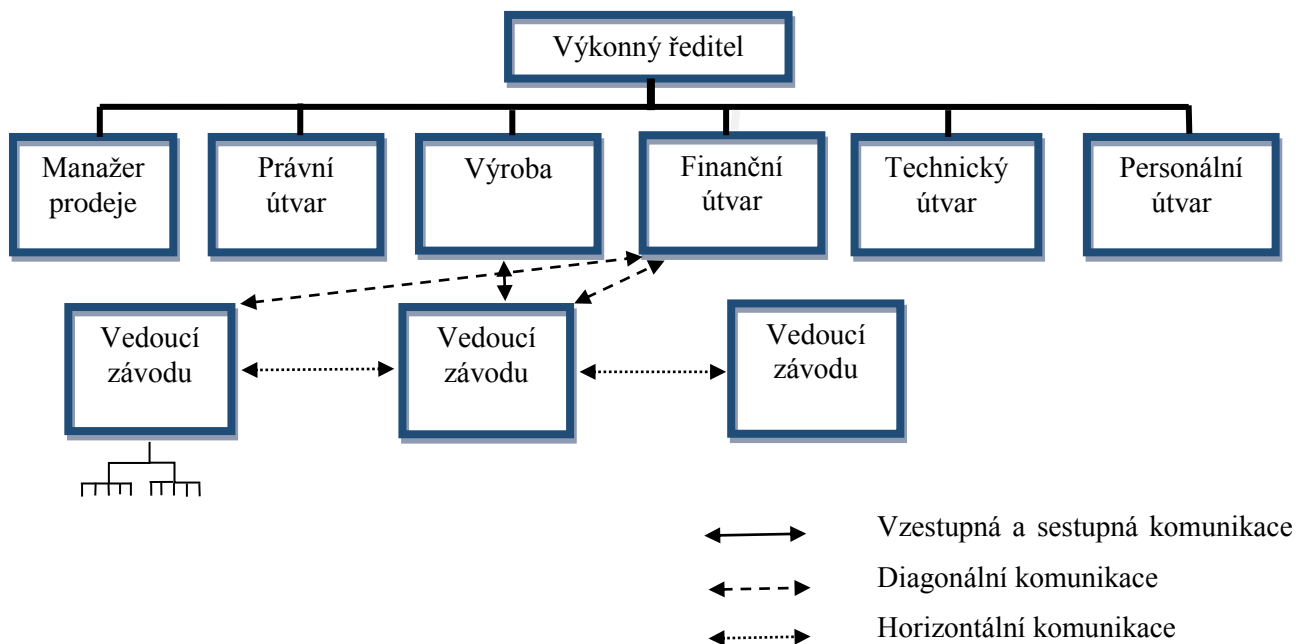 Výkonný ředitel
Manažer
prodeje
Právní
útvar
Výroba
Finanční
útvar
Technický
útvar
Personální
útvar
Vedoucí
závodu
Vedoucí
závodu
Vedoucí
závodu
Vzestupná a sestupná komunikace
Diagonální komunikace
Horizontální komunikace